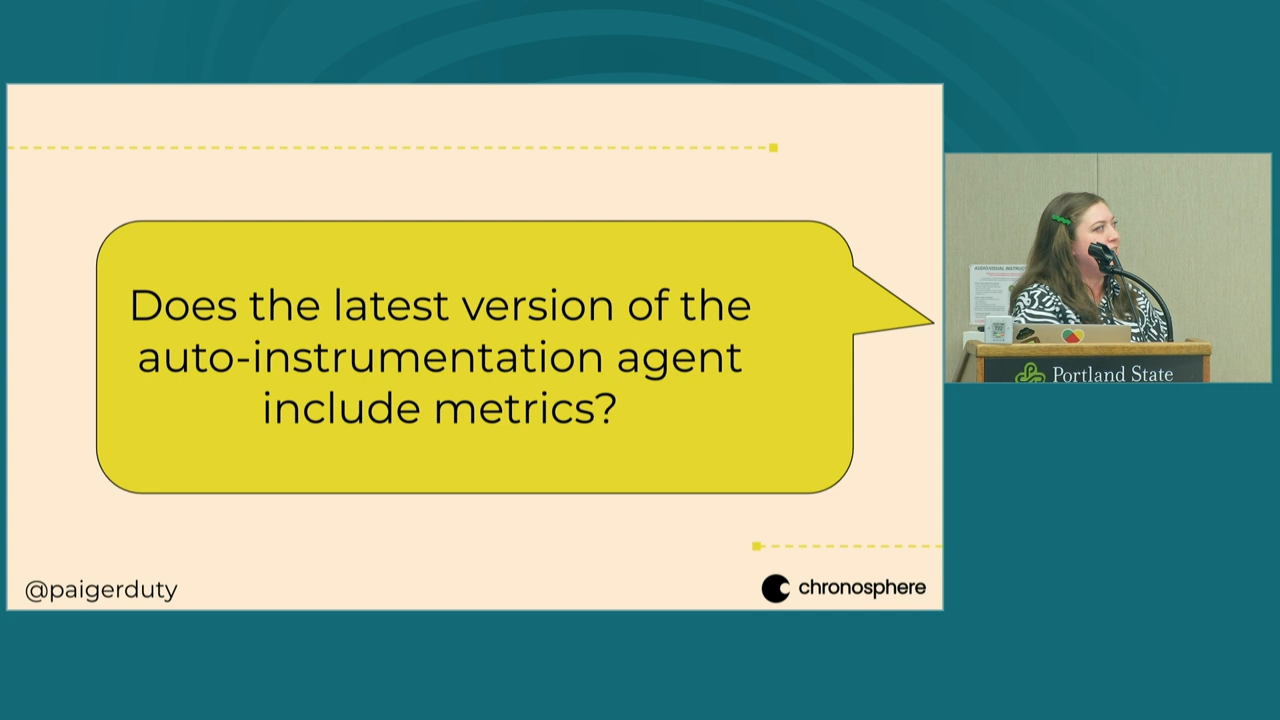 Does the latest version of the
auto-instrumentation agent
include metrics?
@paigerduty
chronosphere
Portland State